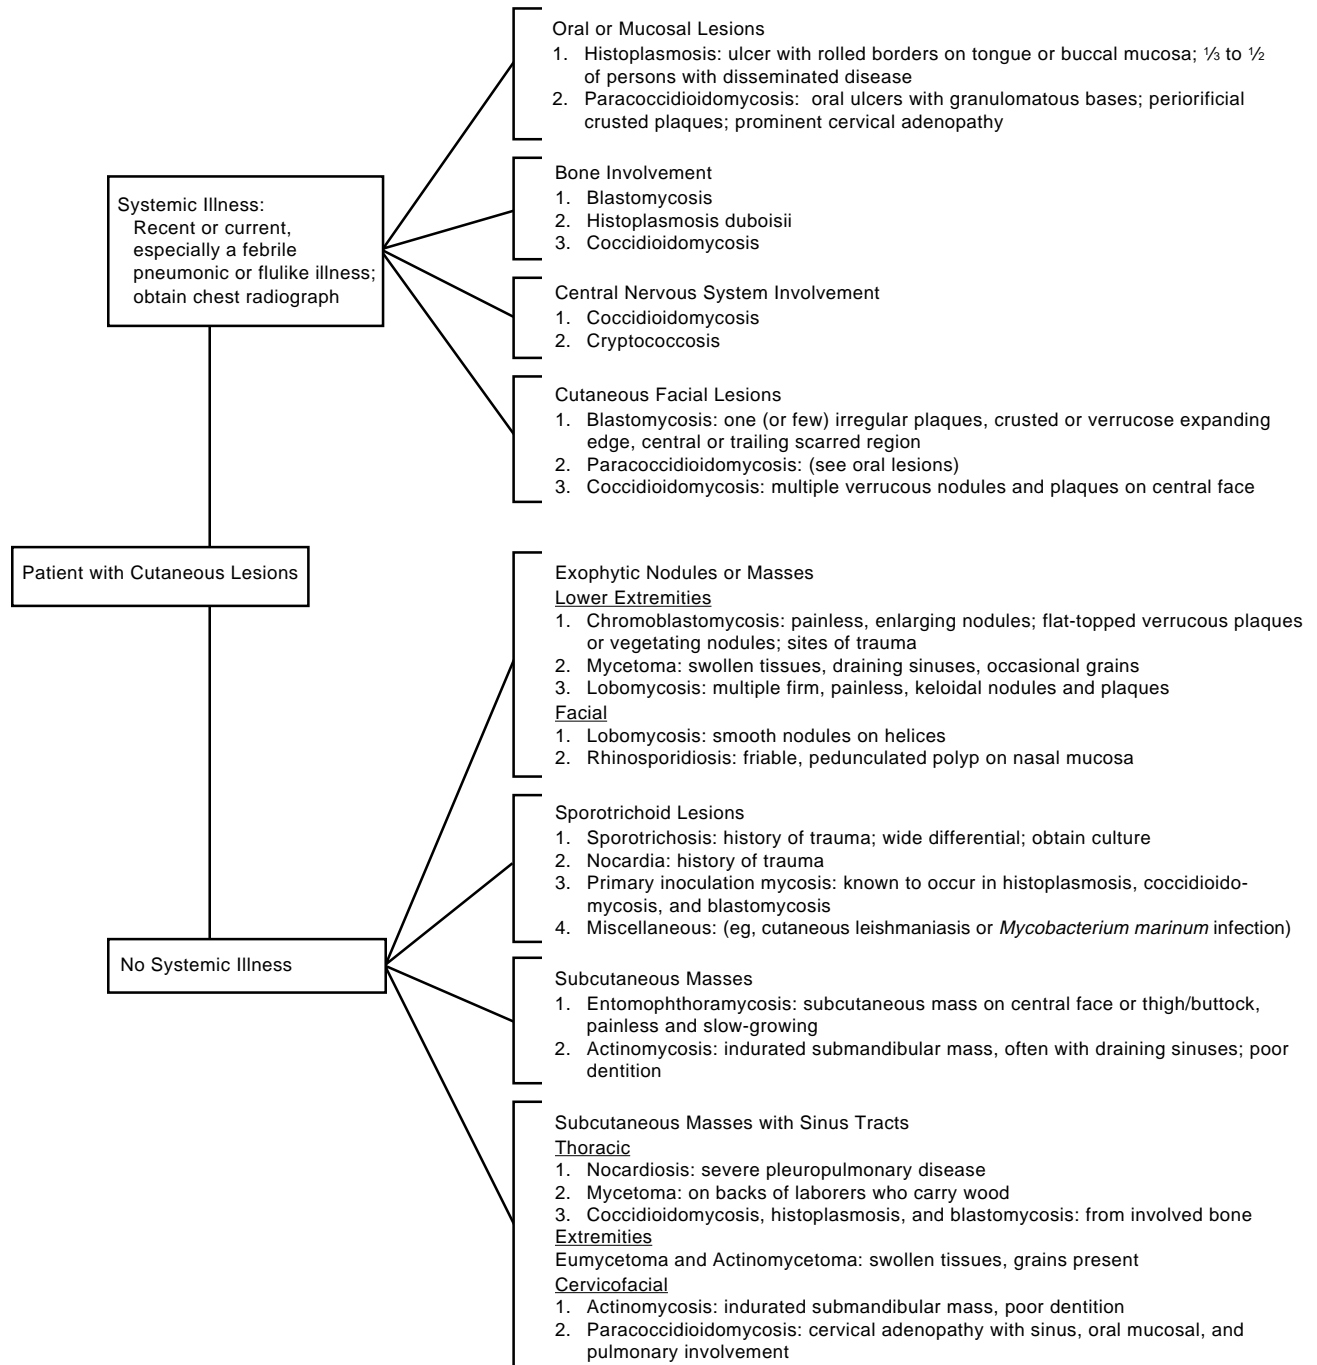 Oral or Mucosal Lesions
1. Histoplasmosis: ulcer with rolled borders on tongue or buccal mucosa; ⅓ to ½
of persons with disseminated disease
2. Paracoccidioidomycosis: oral ulcers with granulomatous bases; periorificial
crusted plaques; prominent cervical adenopathy
Bone Involvement
1. Blastomycosis
2. Histoplasmosis duboisii
3. Coccidioidomycosis
Systemic Illness:
Recent or current,
especially a febrile
pneumonic or flulike illness;
obtain chest radiograph
Central Nervous System Involvement
1. Coccidioidomycosis
2. Cryptococcosis
Cutaneous Facial Lesions
1. Blastomycosis: one (or few) irregular plaques, crusted or verrucose expanding
edge, central or trailing scarred region
2. Paracoccidioidomycosis: (see oral lesions)
3. Coccidioidomycosis: multiple verrucous nodules and plaques on central face
Patient with Cutaneous Lesions
Exophytic Nodules or Masses
Lower Extremities
1. Chromoblastomycosis: painless, enlarging nodules; flat-topped verrucous plaques
or vegetating nodules; sites of trauma
2. Mycetoma: swollen tissues, draining sinuses, occasional grains
3. Lobomycosis: multiple firm, painless, keloidal nodules and plaques
Facial
1. Lobomycosis: smooth nodules on helices
2. Rhinosporidiosis: friable, pedunculated polyp on nasal mucosa
Sporotrichoid Lesions
1. Sporotrichosis: history of trauma; wide differential; obtain culture
2. Nocardia: history of trauma
3. Primary inoculation mycosis: known to occur in histoplasmosis, coccidioido-
mycosis, and blastomycosis
4. Miscellaneous: (eg, cutaneous leishmaniasis or Mycobacterium marinum infection)
No Systemic Illness
Subcutaneous Masses
1. Entomophthoramycosis: subcutaneous mass on central face or thigh/buttock,
painless and slow-growing
2. Actinomycosis: indurated submandibular mass, often with draining sinuses; poor
dentition
Subcutaneous Masses with Sinus Tracts
Thoracic
1. Nocardiosis: severe pleuropulmonary disease
2. Mycetoma: on backs of laborers who carry wood
3. Coccidioidomycosis, histoplasmosis, and blastomycosis: from involved bone
Extremities
Eumycetoma and Actinomycetoma: swollen tissues, grains present
Cervicofacial
1. Actinomycosis: indurated submandibular mass, poor dentition
2. Paracoccidioidomycosis: cervical adenopathy with sinus, oral mucosal, and
pulmonary involvement